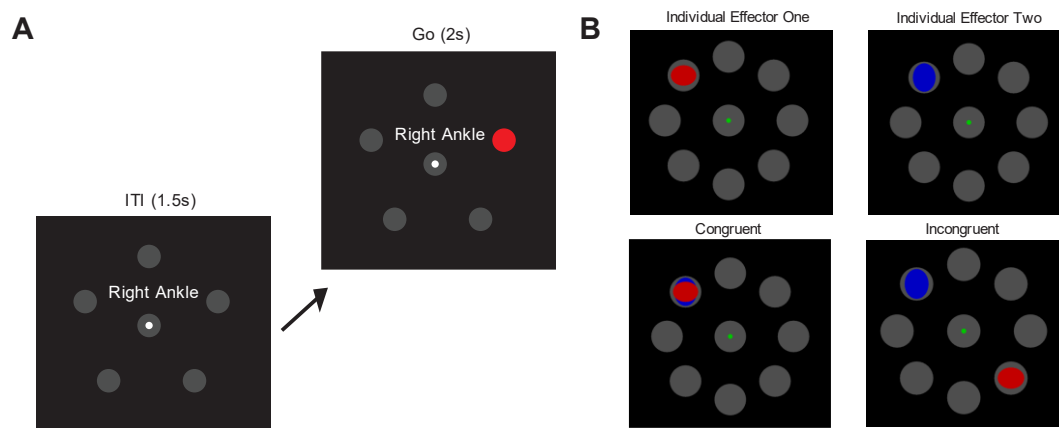 A
Go (2s)
Right Ankle
ITI (1.5s)
Right Ankle
B
Individual Effector One
Individual Effector Two
Congruent
Incongruent